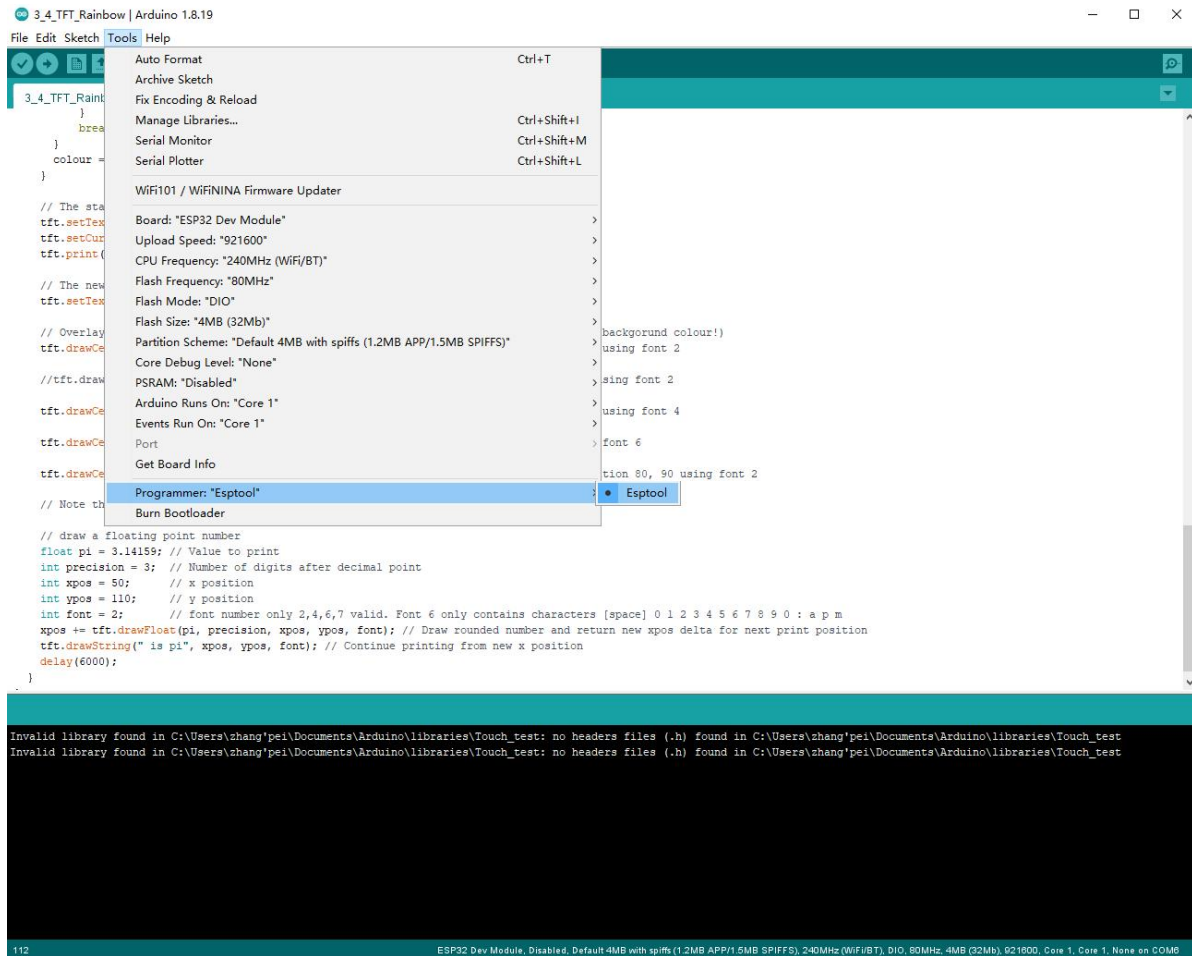 3_4_TFT_Rainbow | Arduino 1.8.19
File Edit Sketch Tools Help
3_4_TFT_Rainb
Auto Format Ctrl+T
Archive Sketch
Fix Encoding & Reload
Manage Libraries... Ctrl+Shift+I
Serial Monitor Ctrl+Shift+M
Serial Plotter Ctrl+Shift+L
WiFi101 / WiFiNINA Firmware Updater
Board: "ESP32 Dev Module"
Upload Speed: "921600"
CPU Frequency: "240MHz (WiFi/BT)"
Flash Frequency: "80MHz"
Flash Mode: "DIO"
Flash Size: "4MB (32Mb)"
Partition Scheme: "Default 4MB with spiffs (1.2MB APP/1.5MB SPIFFS)"
Core Debug Level: "None"
PSRAM: "Disabled"
Arduino Runs On: "Core 1"
Events Run On: "Core 1"
Port
Get Board Info
Programmer: "Esptool"
Esptool
Burn Bootloader
}
brea
}
colour =
}
// The sta
tft.setTex
tft.setCur
tft.print(
// The new
tft.setTex
// Overlay backgorund colour!)
tft.drawCe using font 2
//tft.draw sing font 2
tft.drawCe using font 4
tft.drawCe font 6
tft.drawCe tion 80, 90 using font 2
// Note th
// draw a floating point number
float pi = 3.14159; // Value to print
int precision = 3; // Number of digits after decimal point
int xpos = 50; // x position
int ypos = 110; // y position
int font = 2; // font number only 2,4,6,7 valid. Font 6 only contains characters [space] 0 1 2 3 4 5 6 7 8 9 0 : a p m
xpos += tft.drawFloat(pi, precision, xpos, ypos, font); // Draw rounded number and return new xpos delta for next print position
tft.drawString(" is pi", xpos, ypos, font); // Continue printing from new x position
delay(6000);
}
Invalid library found in C:\Users\zhang'pei\Documents\Arduino\libraries\Touch_test: no headers files (.h) found in C:\Users\zhang'pei\Documents\Arduino\libraries\Touch_test
Invalid library found in C:\Users\zhang'pei\Documents\Arduino\libraries\Touch_test: no headers files (.h) found in C:\Users\zhang'pei\Documents\Arduino\libraries\Touch_test
112 ESP32 Dev Module, Disabled, Default 4MB with spiffs (1.2MB APP/1.5MB SPIFFS), 240MHz (WiFi/BT), DIO, 80MHz, 4MB (32Mb), 921600, Core 1, Core 1, None on COM6